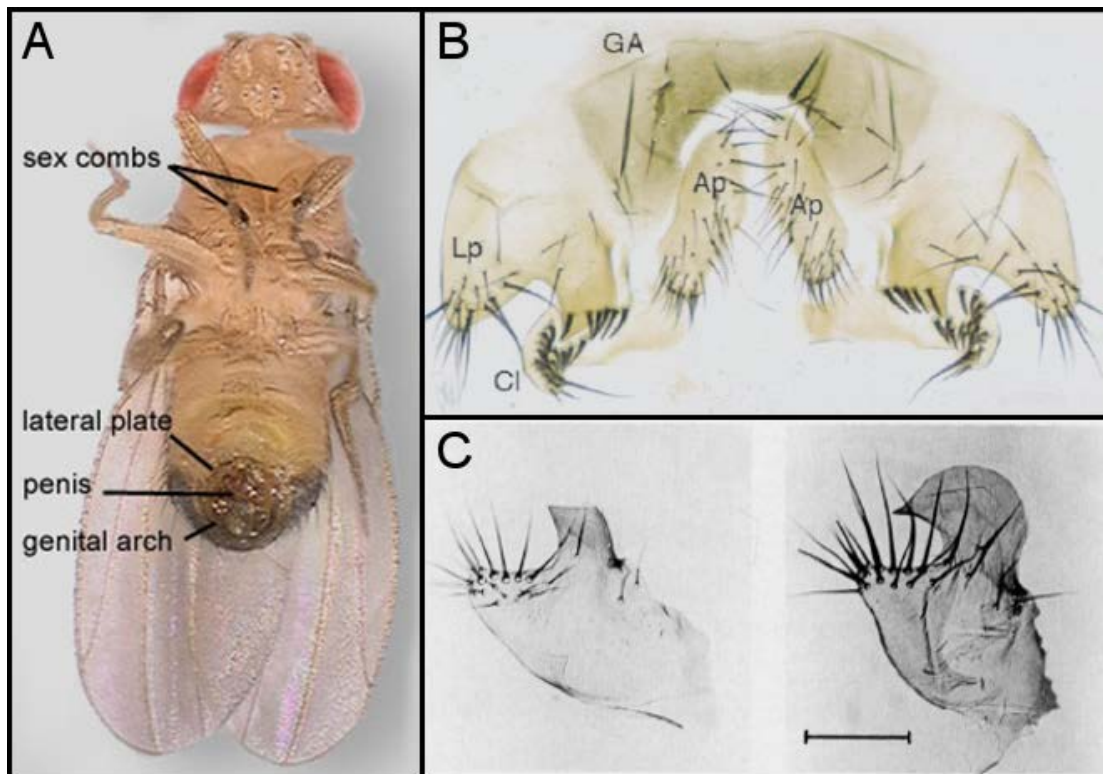 A
sex combs
lateral plate
penis
genital arch
B
GA
Ap
Ap
Lp
Cl
C